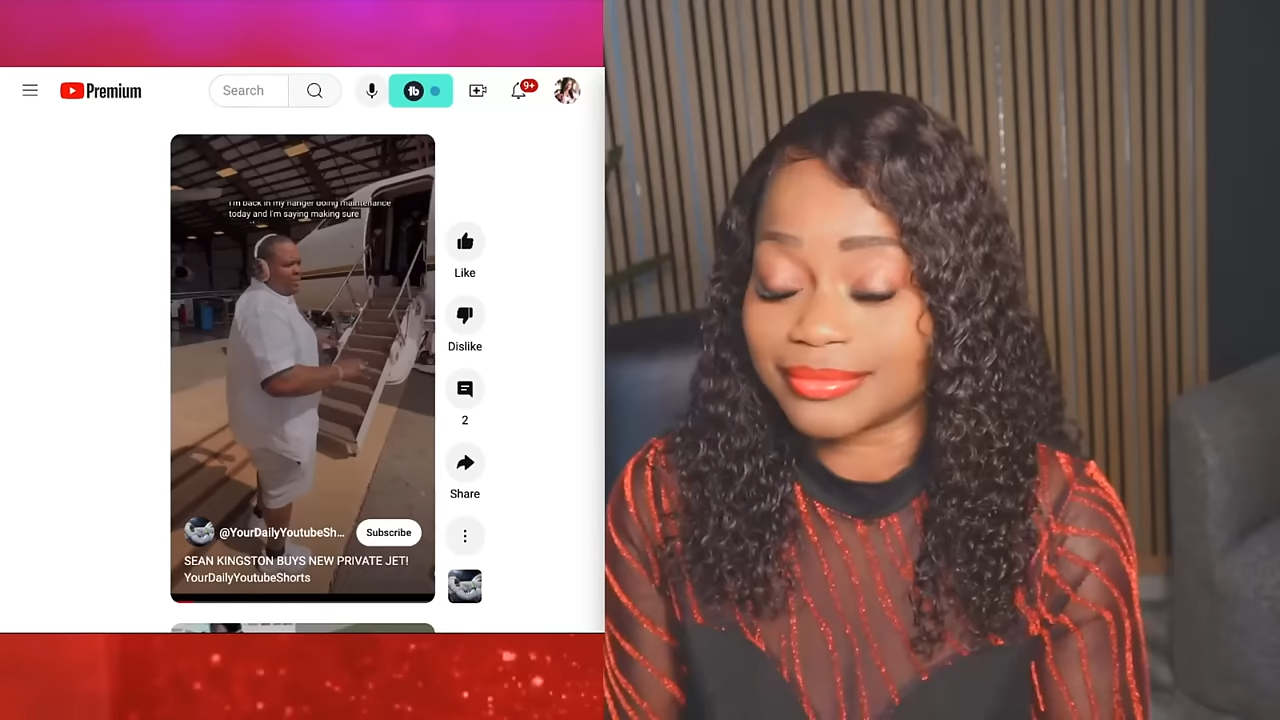 Premium
Search
9+
I'm back in my hanger doing maintenance
today and I'm saying making sure
Like
Dislike
2
Share
@YourDailyYoutubeSh...
Subscribe
SEAN KINGSTON BUYS NEW PRIVATE JET!
YourDailyYoutubeShorts